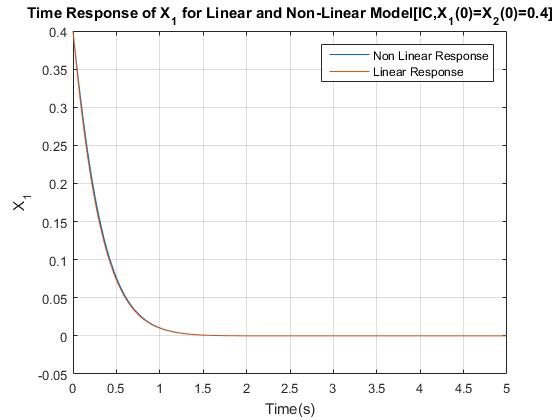 Time Response of X1 for Linear and Non-Linear Model[IC,X1(0)=X2(0)=0.4]
Non Linear Response
Linear Response
0.4
0.35
0.3
0.25
0.2
0.15
0.1
0.05
0
-0.05
X1
0 0.5 1 1.5 2 2.5 3 3.5 4 4.5 5
Time(s)